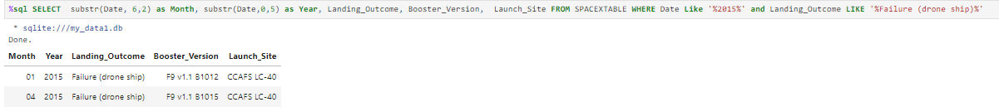 %sql SELECT  substr(Date, 6,2) as Month, substr(Date,0,5) as Year, Landing_Outcome, Booster_Version,  Launch_Site FROM SPACEXTABLE WHERE Date Like '%2015%' and Landing_Outcome LIKE '%Failure (drone ship)%'
* sqlite:///my_data1.db
Done.
Month Year Landing_Outcome Booster_Version Launch_Site
01 2015 Failure (drone ship) F9 v1.1 B1012 CCAFS LC-40
04 2015 Failure (drone ship) F9 v1.1 B1015 CCAFS LC-40